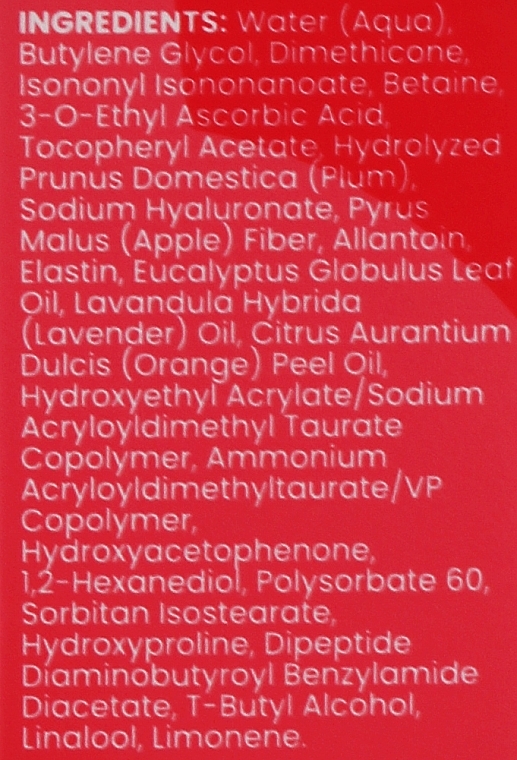 INGREDIENTS: Water (Aqua),
Butylene Glycol, Dimethicone,
Isononyl Isononanoate, Betaine,
3-O-Ethyl Ascorbic Acid,
Tocopheryl Acetate, Hydrolyzed
Prunus Domestica (Plum),
Sodium Hyaluronate, Pyrus
Malus (Apple) Fiber, Allantoin,
Elastin, Eucalyptus Globulus Leaf
Oil, Lavandula Hybrida
(Lavender) Oil, Citrus Aurantium
Dulcis (Orange) Peel Oil,
Hydroxyethyl Acrylate/Sodium
Acryloyldimethyl Taurate
Copolymer, Ammonium
Acryloyldimethyltaurate/VP
Copolymer,
Hydroxyacetophenone,
1,2-Hexanediol, Polysorbate 60,
Sorbitan Isostearate,
Hydroxyproline, Dipeptide
Diaminobutyroyl Benzylamide
Diacetate, T-Butyl Alcohol,
Linalool, Limonene.